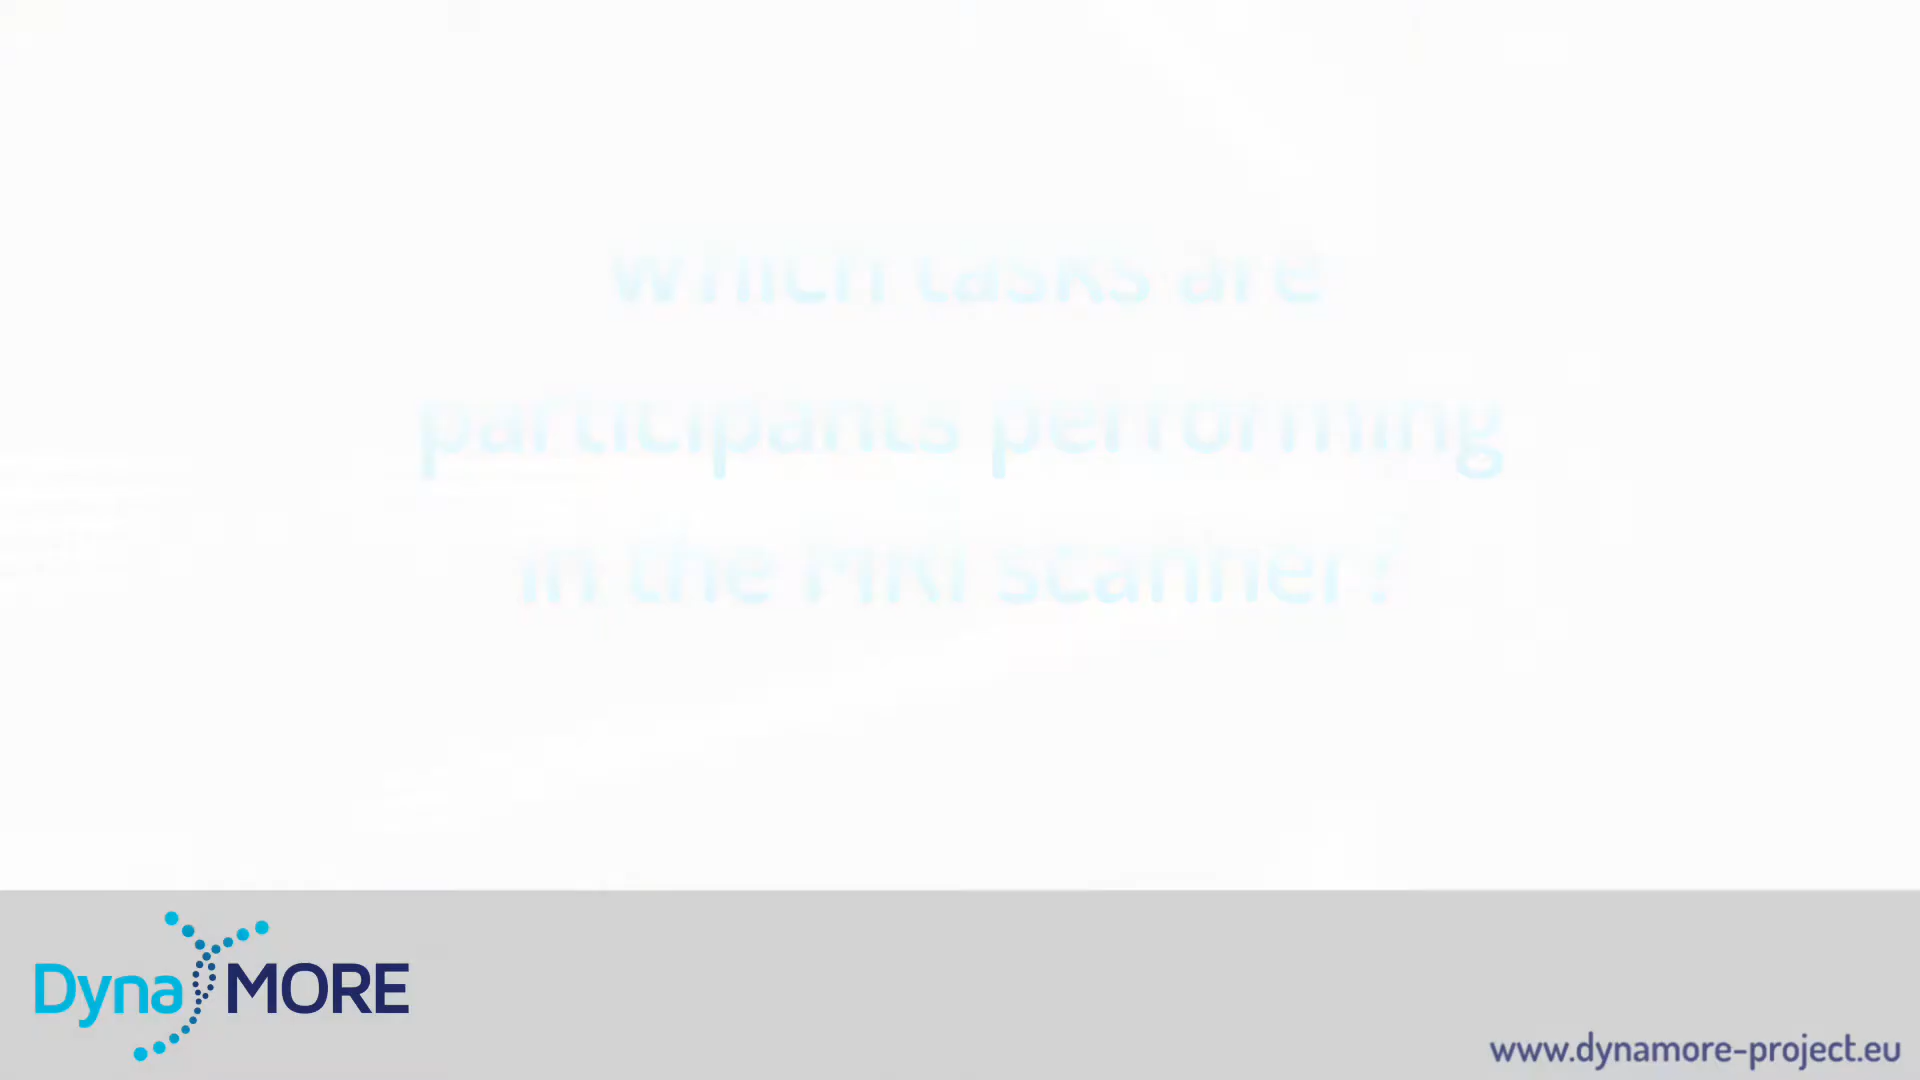 Which tasks are
participants performing
in the MRI scanner?
DynaMORE
www.dynamore-project.eu